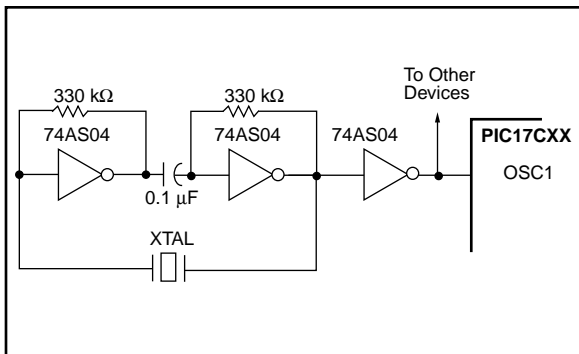 To Other
Devices
330 kΩ 330 kΩ
74AS04 74AS04 74AS04 PIC17CXX
OSC1
0.1 µF
XTAL